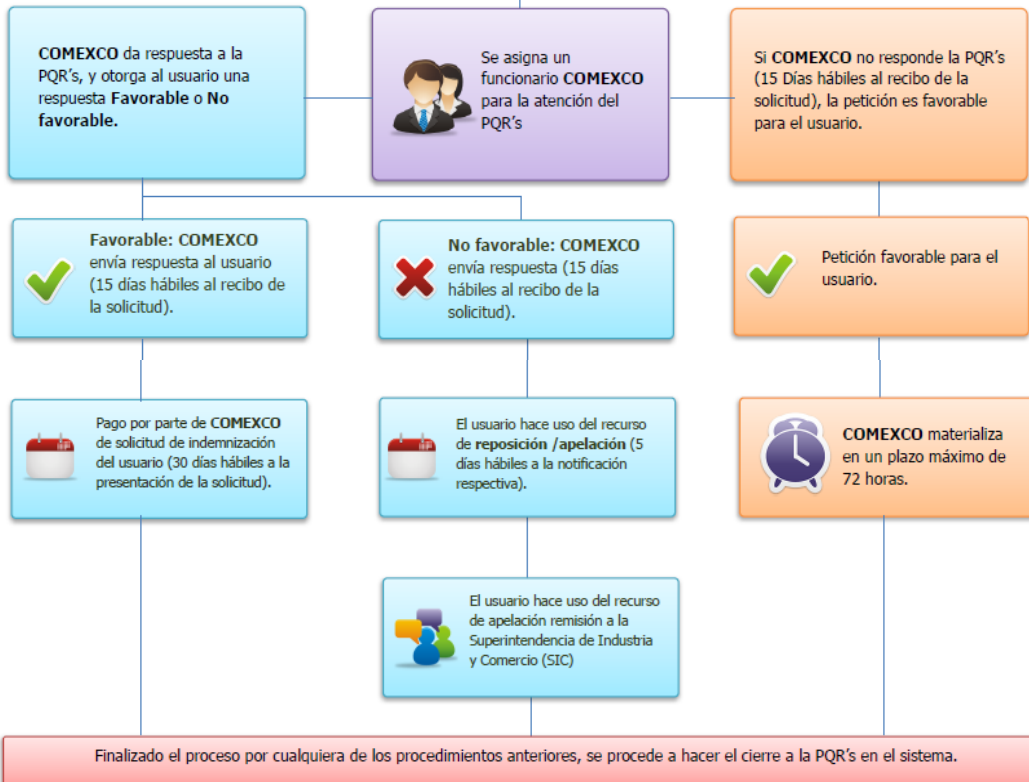 COMEXCO da respuesta a la
PQR's, y otorga al usuario una
respuesta Favorable o No
favorable.
Se asigna un
funcionario COMEXCO
para la atención del
PQR's
Si COMEXCO no responde la PQR's
(15 Días hábiles al recibo de la
solicitud), la petición es favorable
para el usuario.
Favorable: COMEXCO
envía respuesta al usuario
(15 días hábiles al recibo de
la solicitud).
No favorable: COMEXCO
envía respuesta (15 días
hábiles al recibo de la
solicitud).
Petición favorable para el
usuario.
Pago por parte de COMEXCO
de solicitud de indemnización
del usuario (30 días hábiles a la
presentación de la solicitud).
El usuario hace uso del recurso
de reposición /apelación (5
días hábiles a la notificación
respectiva).
COMEXCO materializa
en un plazo máximo de
72 horas.
El usuario hace uso del recurso
de apelación remisión a la
Superintendencia de Industria
y Comercio (SIC)
Finalizado el proceso por cualquiera de los procedimientos anteriores, se procede a hacer el cierre a la PQR's en el sistema.